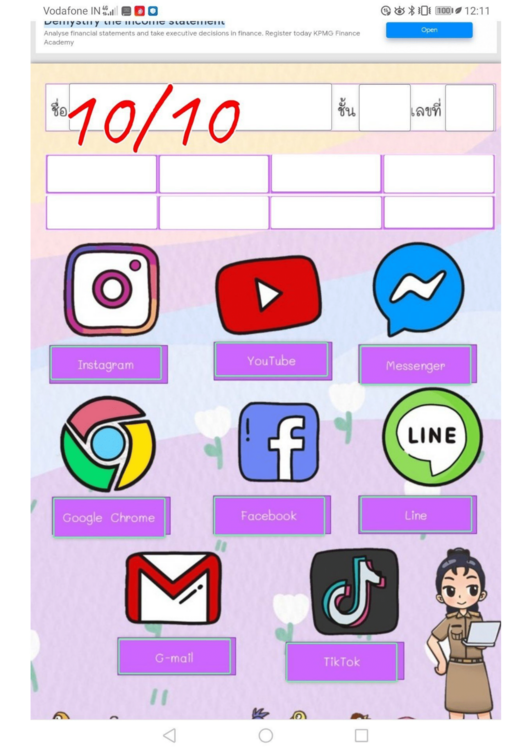 Vodafone IN 12:11
Demystify the income statement
Analyse financial statements and take executive decisions in finance. Register today KPMG Finance
Academy
Open
ชื่อ ชั้น เลขที่
10/10
Instagram YouTube Messenger
LINE
Google Chrome Facebook Line
G-mail TikTok